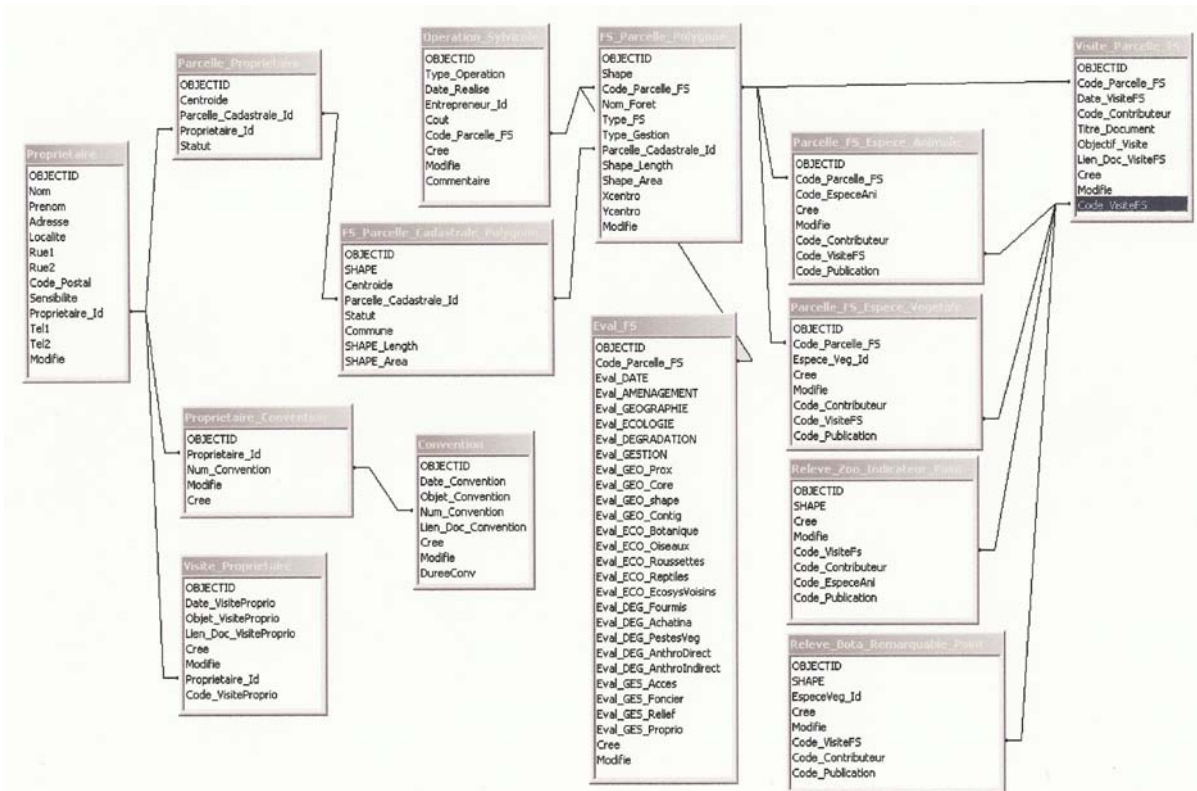 Proprietaire
OBJECTID
Nom
Prenom
Adresse
Localite
Rue1
Rue2
Code_Postal
Sensibilite
Proprietaire_Id
Tel1
Tel2
Modifie
Parcelle_Proprietaire
OBJECTID
Centroide
Parcelle_Cadastrale_Id
Proprietaire_Id
Statut
Operation_Sylvicole
OBJECTID
Type_Operation
Date_Realise
Entrepreneur_Id
Cout
Code_Parcelle_FS
Cree
Modifie
Commentaire
FS_Parcelle_Cadastrale_Polygone
OBJECTID
SHAPE
Centroide
Parcelle_Cadastrale_Id
Statut
Commune
SHAPE_Length
SHAPE_Area
Proprietaire_Convention
OBJECTID
Proprietaire_Id
Num_Convention
Modifie
Cree
Convention
OBJECTID
Date_Convention
Objet_Convention
Num_Convention
Lien_Doc_Convention
Cree
Modifie
DureeConv
Visite_Proprietaire
OBJECTID
Date_VisiteProprio
Objet_VisiteProprio
Lien_Doc_VisiteProprio
Cree
Modifie
Proprietaire_Id
Code_VisiteProprio
FS_Parcelle_Polygone
OBJECTID
Shape
Code_Parcelle_FS
Nom_Foret
Type_FS
Type_Gestion
Parcelle_Cadastrale_Id
Shape_Length
Shape_Area
Xcentro
Ycentro
Modifie
Eval_FS
OBJECTID
Code_Parcelle_FS
Eval_DATE
Eval_AMENAGEMENT
Eval_GEOGRAPHIE
Eval_ECOLOGIE
Eval_DEGRADATION
Eval_GESTION
Eval_GEO_Prox
Eval_GEO_Core
Eval_GEO_shape
Eval_GEO_Contig
Eval_ECO_Botanique
Eval_ECO_Oiseaux
Eval_ECO_Roussettes
Eval_ECO_Reptiles
Eval_ECO_EcosysVoisins
Eval_DEG_Fourmis
Eval_DEG_Achatina
Eval_DEG_PestesVeg
Eval_DEG_AnthroDirect
Eval_DEG_AnthroIndirect
Eval_GES_Acces
Eval_GES_Foncier
Eval_GES_Relief
Eval_GES_Proprio
Cree
Modifie
Parcelle_FS_Espece_Animale
OBJECTID
Code_Parcelle_FS
Code_EspeceAni
Cree
Modifie
Code_Contributeur
Code_VisiteFS
Code_Publication
Parcelle_FS_Espece_Vegetale
OBJECTID
Code_Parcelle_FS
Espece_Veg_Id
Cree
Modifie
Code_Contributeur
Code_VisiteFS
Code_Publication
Releve_Zoo_Indicateur_Point
OBJECTID
SHAPE
Cree
Modifie
Code_VisiteFs
Code_Contributeur
Code_EspeceAni
Code_Publication
Releve_Bota_Remarquable_Point
OBJECTID
SHAPE
EspeceVeg_Id
Cree
Modifie
Code_VisiteFS
Code_Contributeur
Code_Publication
Visite_Parcelle_FS
OBJECTID
Code_Parcelle_FS
Date_VisiteFS
Code_Contributeur
Titre_Document
Objectif_Visite
Lien_Doc_VisiteFS
Cree
Modifie
Code_VisiteFS